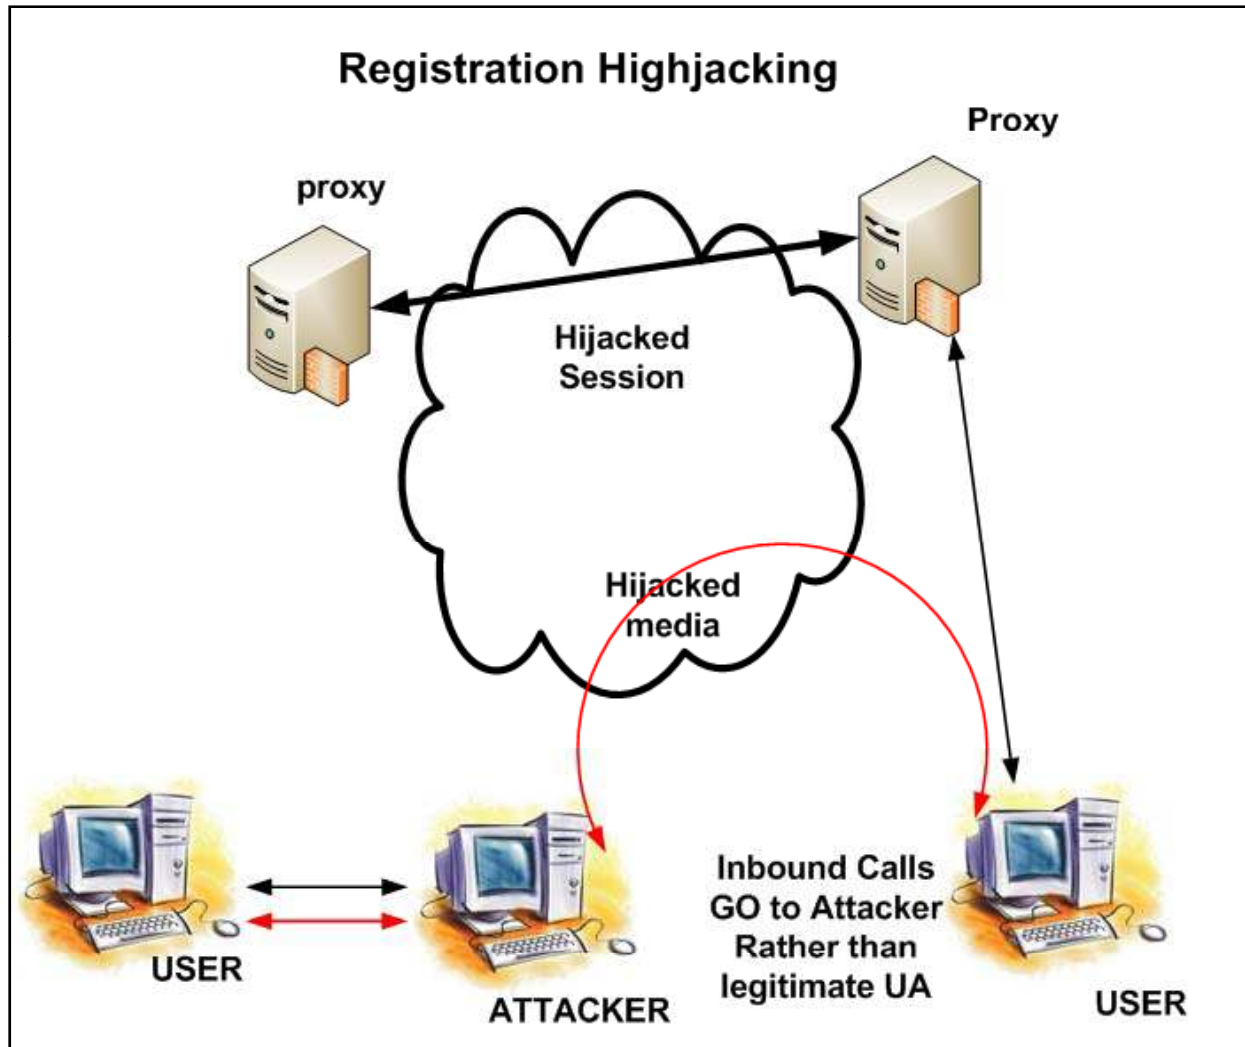 Registration Highjacking
Proxy
proxy
Hijacked
Session
Hijacked
media
Inbound Calls
GO to Attacker
Rather than
legitimate UA
USER
ATTACKER
USER